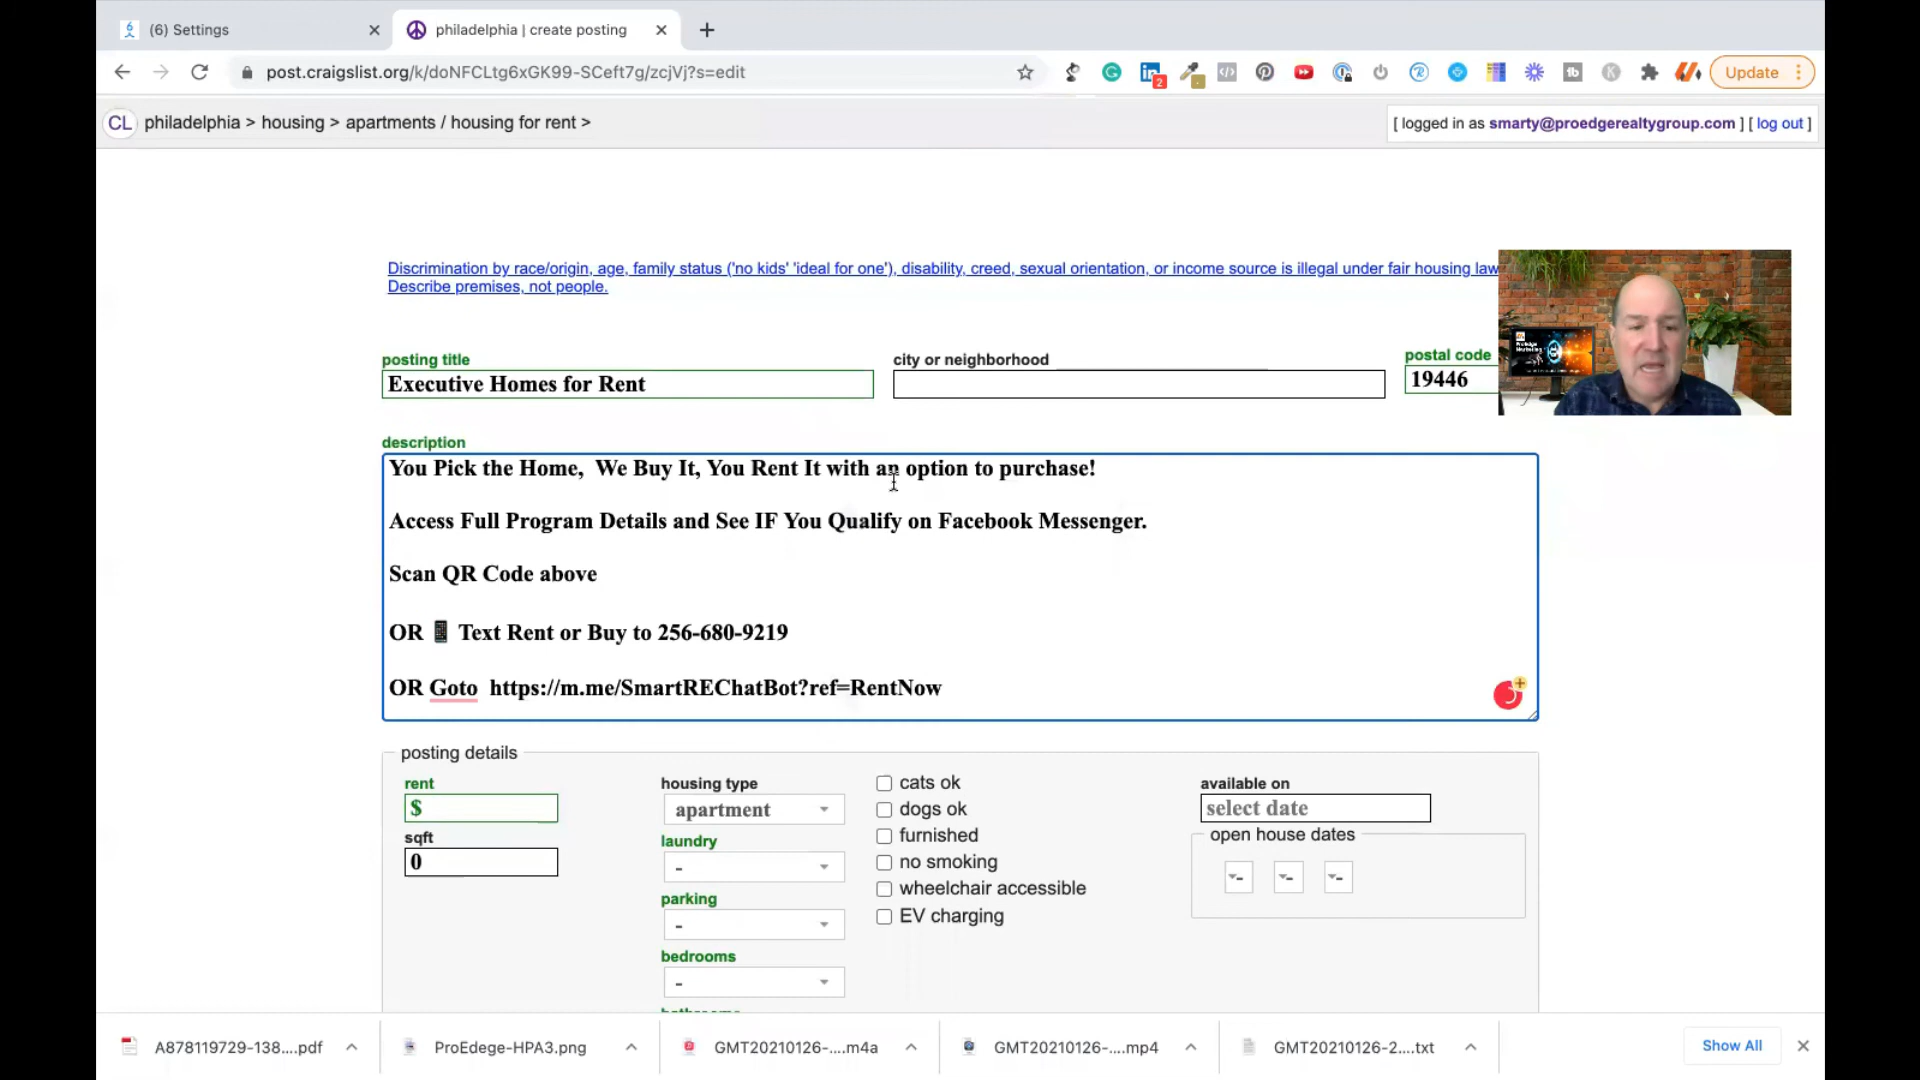 (6) Settings
philadelphia | create posting
post.craigslist.org/k/doNFCLtg6xGK99-SCeft7g/zcjVj?s=edit
2
Update
CL philadelphia > housing > apartments / housing for rent >
[ logged in as smarty@proedgerealtygroup.com ] [ log out ]
Discrimination by race/origin, age, family status ('no kids' 'ideal for one'), disability, creed, sexual orientation, or income source is illegal under fair housing law
Describe premises, not people.
posting title
city or neighborhood
postal code
Executive Homes for Rent
19446
description
You Pick the Home,  We Buy It, You Rent It with an option to purchase!
Access Full Program Details and See IF You Qualify on Facebook Messenger.
Scan QR Code above
OR 📱 Text Rent or Buy to 256-680-9219
OR Goto  https://m.me/SmartREChatBot?ref=RentNow
posting details
rent
$
sqft
0
housing type
apartment
laundry
-
parking
-
bedrooms
-
cats ok
dogs ok
furnished
no smoking
wheelchair accessible
EV charging
available on
select date
open house dates
- - -
A878119729-138....pdf
ProEdege-HPA3.png
GMT20210126-....m4a
GMT20210126-....mp4
GMT20210126-2....txt
Show All